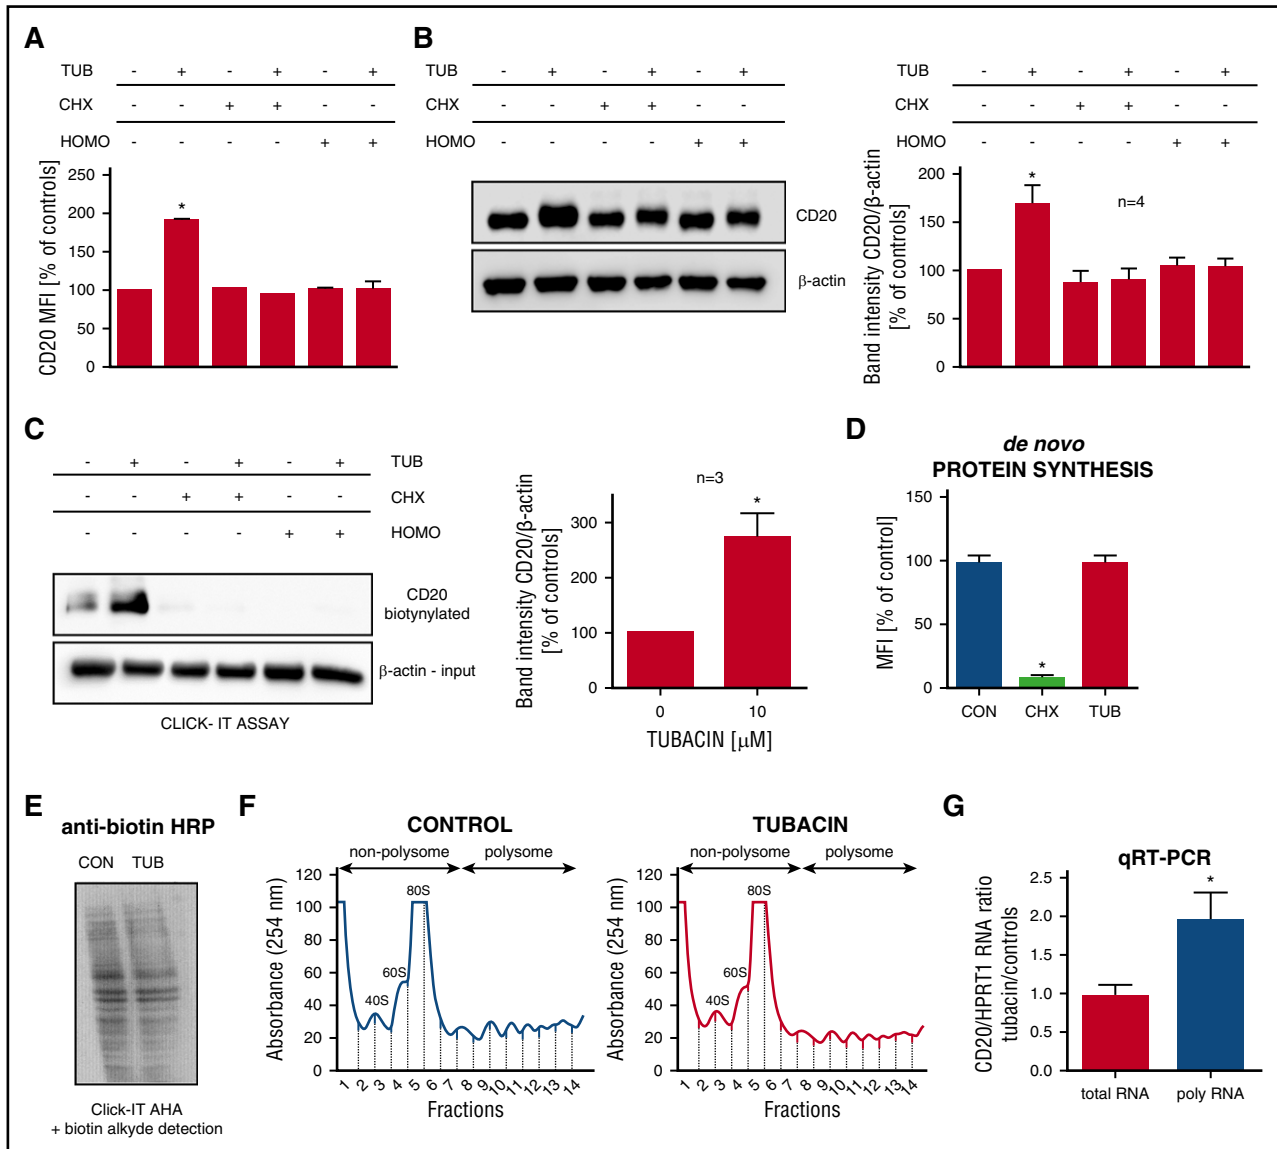 A
TUB - + - + - +
CHX - - + + - -
HOMO - - - - + +
CD20 MFI [% of controls]
250
200
150
100
50
0
*
B
TUB - + - + - +
CHX - - + + - -
HOMO - - - - + +
CD20
β-actin
- + - + - +
- - + + - -
- - - - + +
Band intensity CD20/β-actin
[% of controls]
200
150
100
50
0
*
n=4
C
- + - + - + TUB
- - + + - - CHX
- - - - + + HOMO
CD20
biotynylated
β-actin - input
CLICK- IT ASSAY
Band intensity CD20/β-actin
[% of controls]
n=3
300
200
100
0
*
0 10
TUBACIN [μM]
D
de novo
PROTEIN SYNTHESIS
MFI [% of control]
150
100
50
0
*
CON CHX TUB
E
anti-biotin HRP
CON TUB
Click-IT AHA
+ biotin alkyde detection
F
CONTROL
non-polysome polysome
Absorbance (254 nm)
120
100
80
60
40
20
0
40S
60S
80S
1 2 3 4 5 6 7 8 9 10 11 12 13 14
Fractions
TUBACIN
non-polysome polysome
Absorbance (254 nm)
120
100
80
60
40
20
0
40S
60S
80S
1 2 3 4 5 6 7 8 9 10 11 12 13 14
Fractions
G
qRT-PCR
CD20/HPRT1 RNA ratio
tubacin/controls
2.5
2.0
1.5
1.0
0.5
0.0
*
total RNA poly RNA